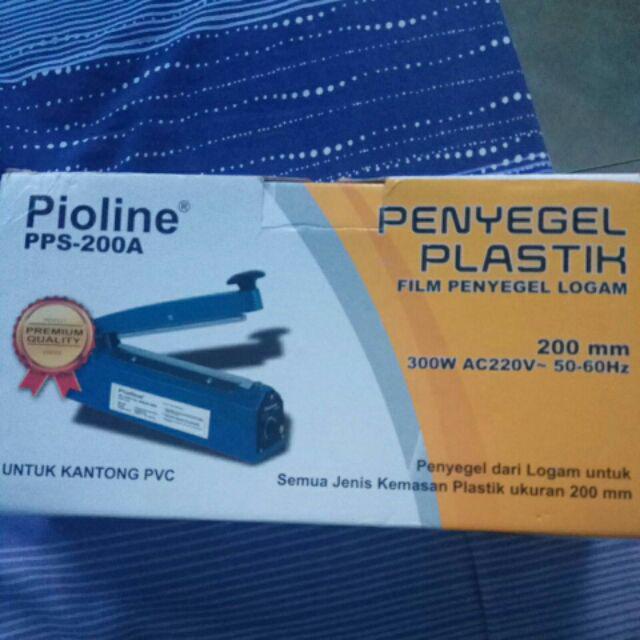 Pioline®
PPS-200A
PREMIUM
QUALITY
UNTUK KANTONG PVC
PENYEGEL
PLASTIK
FILM PENYEGEL LOGAM
200 mm
300W AC220V~ 50-60Hz
Penyegel dari Logam untuk
Semua Jenis Kemasan Plastik ukuran 200 mm